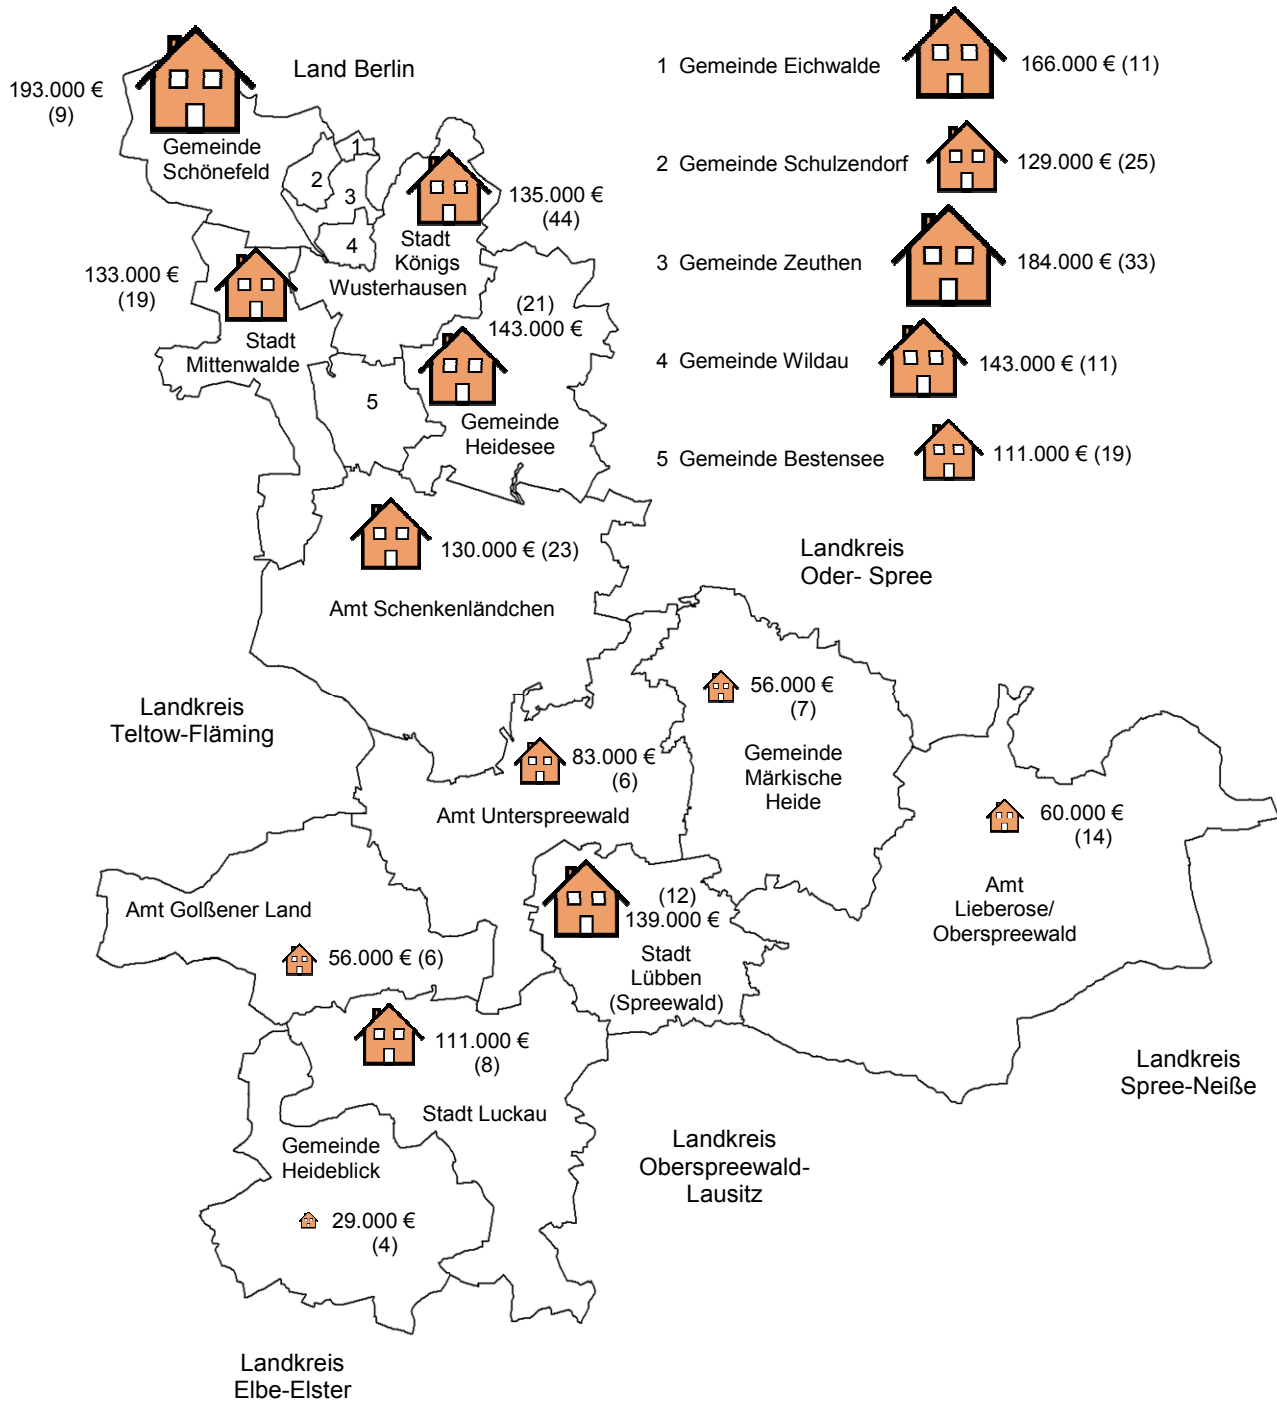 Land Berlin
193.000 €
(9)
Gemeinde
Schönefeld
1
2
3
4
135.000 €
(44)
Stadt
Königs
Wusterhausen
133.000 €
(19)
Stadt
Mittenwalde
(21)
143.000 €
Gemeinde
Heidesee
5
1 Gemeinde Eichwalde 166.000 € (11)
2 Gemeinde Schulzendorf 129.000 € (25)
3 Gemeinde Zeuthen 184.000 € (33)
4 Gemeinde Wildau 143.000 € (11)
5 Gemeinde Bestensee 111.000 € (19)
130.000 € (23)
Amt Schenkenländchen
Landkreis
Oder- Spree
Landkreis
Teltow-Fläming
56.000 €
(7)
Gemeinde
Märkische
Heide
83.000 €
(6)
Amt Unterspreewald
60.000 €
(14)
Amt
Lieberose/
Oberspreewald
Amt Golßener Land
56.000 € (6)
(12)
139.000 €
Stadt
Lübben
(Spreewald)
111.000 €
(8)
Stadt Luckau
Landkreis
Spree-Neiße
Gemeinde
Heideblick
29.000 €
(4)
Landkreis
Oberspreewald-
Lausitz
Landkreis
Elbe-Elster